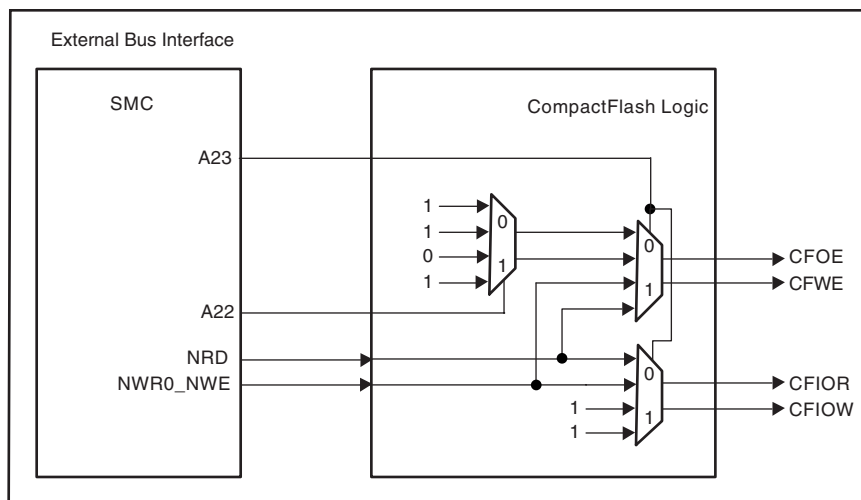 External Bus Interface
SMC
CompactFlash Logic
A23
1
1
0
1
0
1
0
1
CFOE
CFWE
A22
NRD
NWR0_NWE
0
1
1
1
CFIOR
CFIOW